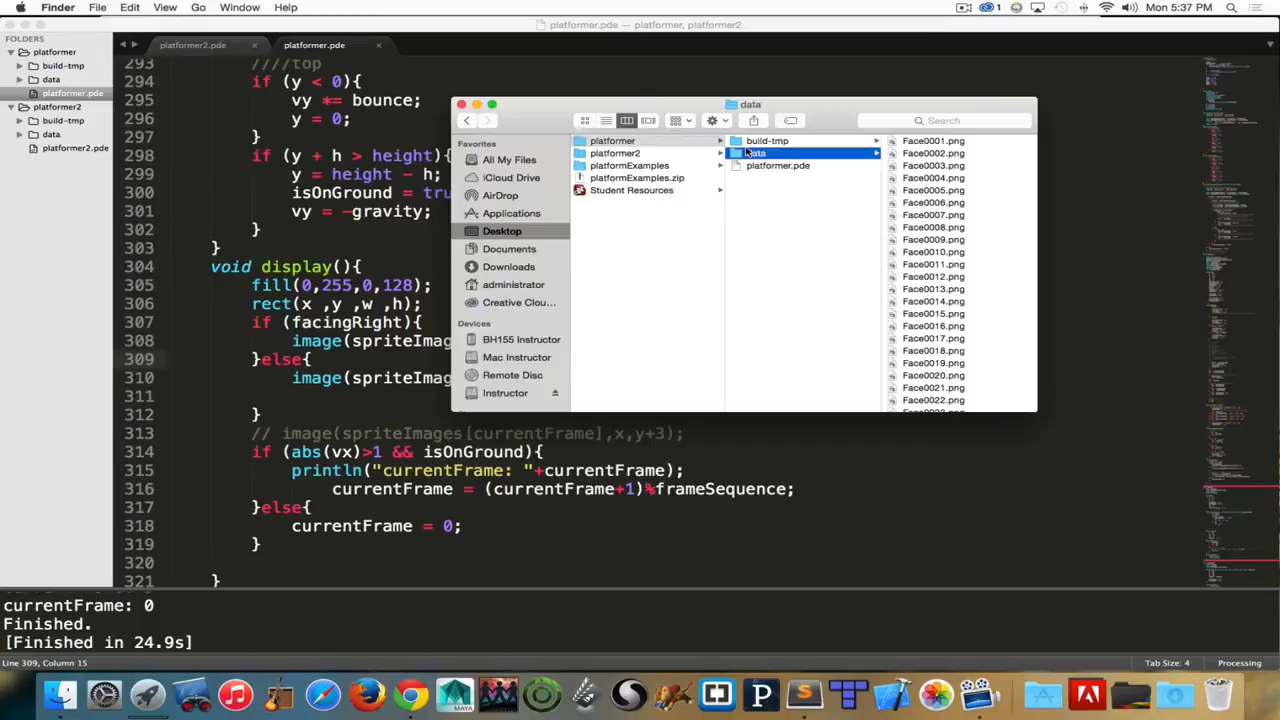 Finder File Edit View Go Window Help 1 Mon 5:37 PM
platformer.pde — platformer, platformer2
FOLDERS
platformer
build-tmp
data
platformer.pde
platformer2
build-tmp
data
platformer2.pde
platformer2.pde × platformer.pde ×
293 ////top
294 if (y < 0){
295 vy *= bounce;
296 y = 0;
297 }
298 if (y + h > height){
299 y = height - h;
300 isOnGround = tru
301 vy = -gravity;
302 }
303 }
304 void display(){
305 fill(0,255,0,128);
306 rect(x ,y ,w ,h);
307 if (facingRight){
308 image(spriteImag
309 }else{
310 image(spriteImag
311
312 }
313 // image(spriteImages[currentFrame],x,y+3);
314 if (abs(vx)>1 && isOnGround){
315 println("currentFrame: "+currentFrame);
316 currentFrame = (currentFrame+1)%frameSequence;
317 }else{
318 currentFrame = 0;
319 }
320
321 }
data
Search
Favorites
All My Files
iCloud Drive
AirDrop
Applications
Desktop
Documents
Downloads
administrator
Creative Clou...
Devices
BH155 Instructor
Mac Instructor
Remote Disc
Instructor
platformer
platformer2
platformExamples
platformExamples.zip
Student Resources
build-tmp
data
platformer.pde
Face0001.png
Face0002.png
Face0003.png
Face0004.png
Face0005.png
Face0006.png
Face0007.png
Face0008.png
Face0009.png
Face0010.png
Face0011.png
Face0012.png
Face0013.png
Face0014.png
Face0015.png
Face0016.png
Face0017.png
Face0018.png
Face0019.png
Face0020.png
Face0021.png
Face0022.png
currentFrame: 0
Finished.
[Finished in 24.9s]
Line 309, Column 15 Tab Size: 4 Processing
MAYA